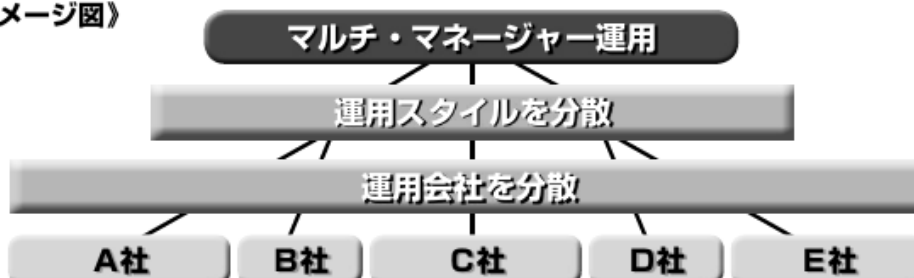 メージ図》
マルチ・マネージャー運用
運用スタイルを分散
運用会社を分散
A社
B社
C社
D社
E社